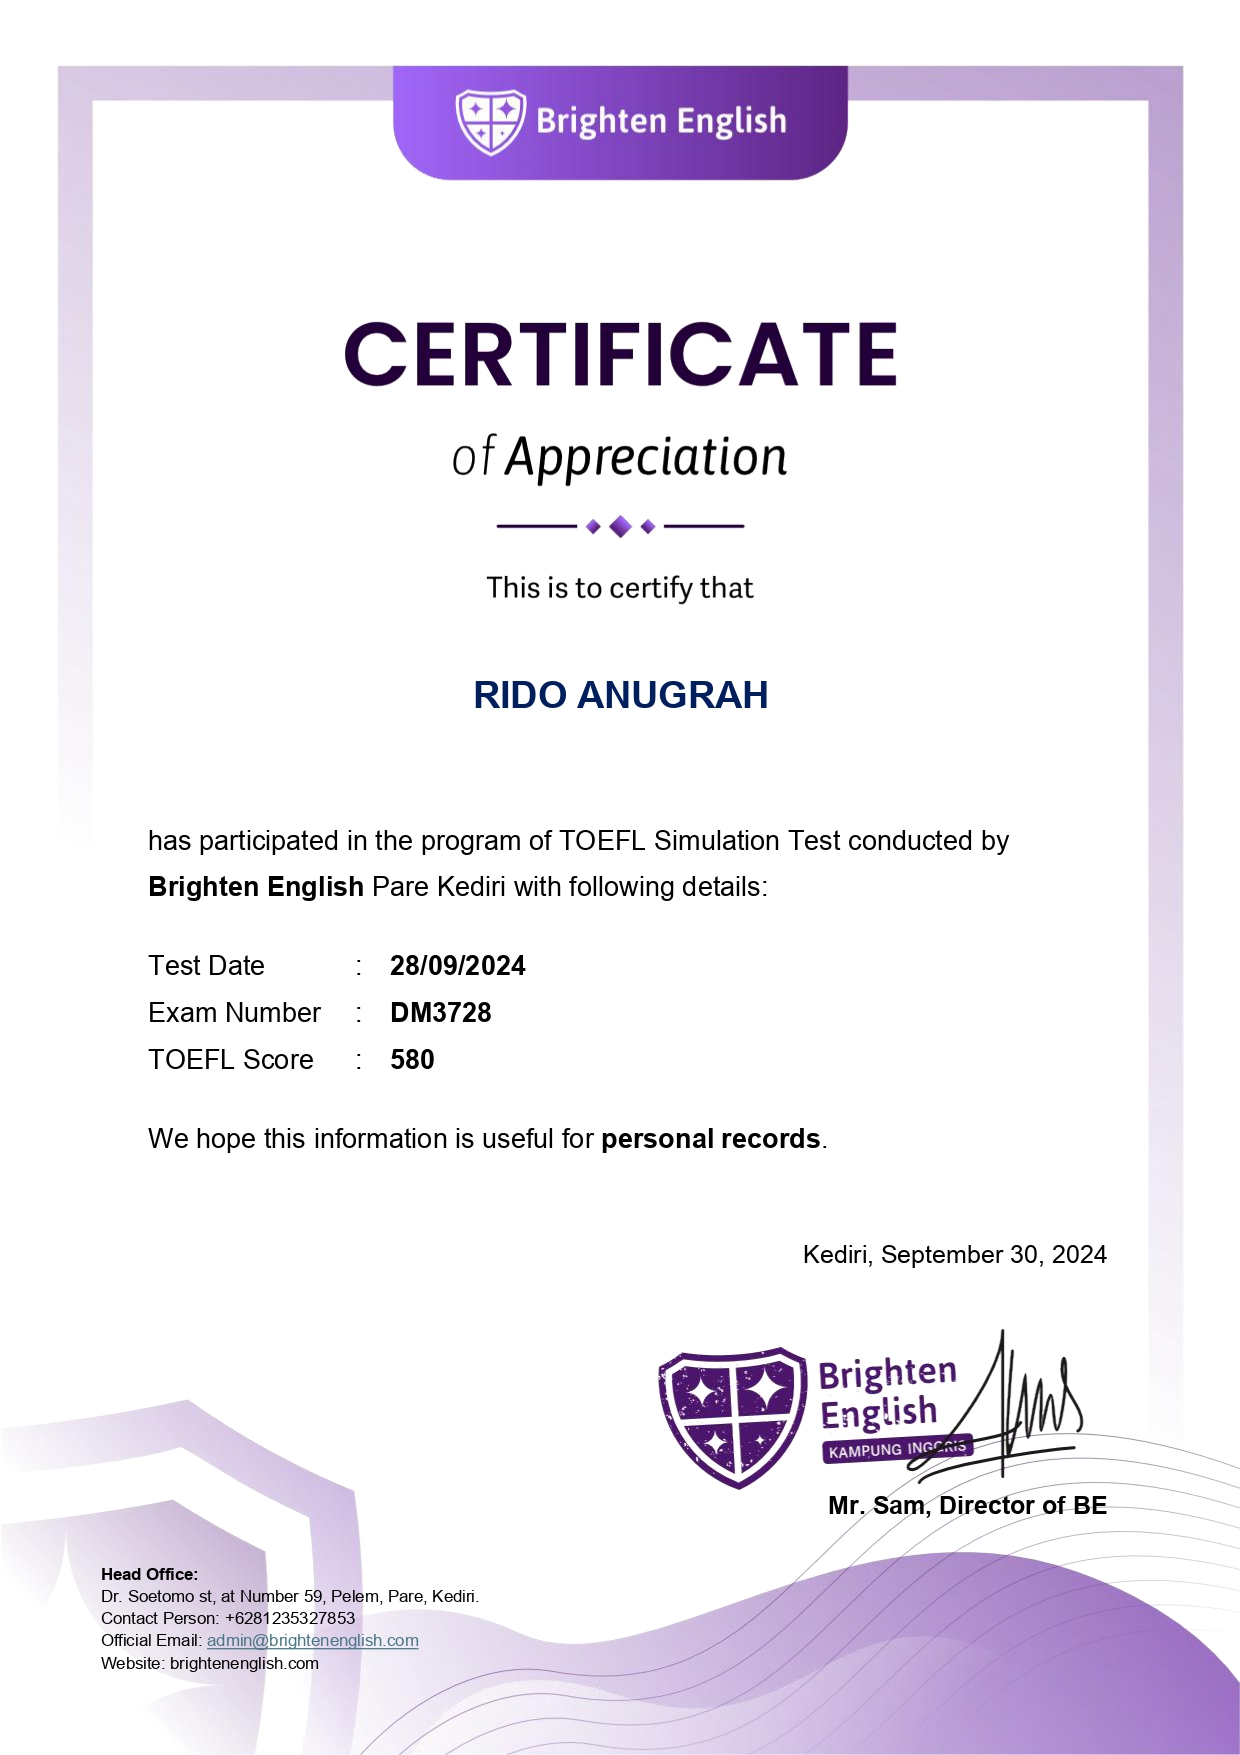 Brighten English
CERTIFICATE
of Appreciation
This is to certify that
RIDO ANUGRAH
has participated in the program of TOEFL Simulation Test conducted by
Brighten English Pare Kediri with following details:
Test Date : 28/09/2024
Exam Number : DM3728
TOEFL Score : 580
We hope this information is useful for personal records.
Kediri, September 30, 2024
Brighten
English
KAMPUNG INGGRIS
Mr. Sam, Director of BE
Head Office:
Dr. Soetomo st, at Number 59, Pelem, Pare, Kediri.
Contact Person: +6281235327853
Official Email: admin@brightenenglish.com
Website: brightenenglish.com